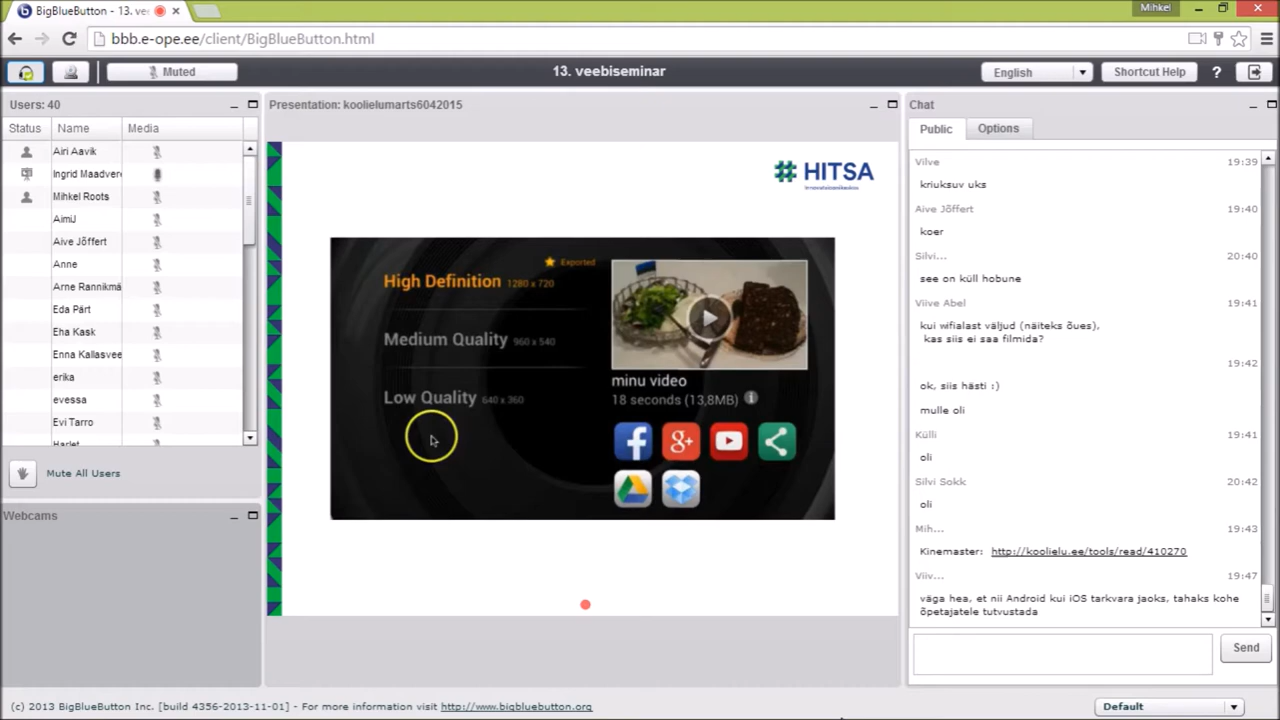 BigBlueButton - 13. vee
Mihkel
bbb.e-ope.ee/client/BigBlueButton.html
Muted
13. veebiseminar
English
Shortcut Help
?
Users: 40
Status Name Media
Airi Aavik
Ingrid Maadvere
Mihkel Roots
AimiJ
Aive Jõffert
Anne
Arne Rannikmä
Eda Pärt
Eha Kask
Enna Kallasvee
erika
evessa
Evi Tarro
Harlet
Mute All Users
Webcams
Presentation: koolielumarts6042015
HITSA
Innovatsioonikeskus
High Definition 1280 x 720
Exported
Medium Quality 960 x 540
Low Quality 640 x 360
minu video
18 seconds (13,8MB)
Chat
Public Options
Vilve 19:39
kriuksuv uks
Aive Jõffert 19:40
koer
Silvi... 20:40
see on küll hobune
Viive Abel 19:41
kui wifialast väljud (näiteks õues),
kas siis ei saa filmida?
19:42
ok, siis hästi :)
mulle oli
Külli 19:41
oli
Silvi Sokk 20:42
oli
Mih... 19:43
Kinemaster: http://koolielu.ee/tools/read/410270
Viiv... 19:47
väga hea, et nii Android kui iOS tarkvara jaoks, tahaks kohe
õpetajatele tutvustada
Send
(c) 2013 BigBlueButton Inc. [build 4356-2013-11-01] - For more information visit http://www.bigbluebutton.org
Default